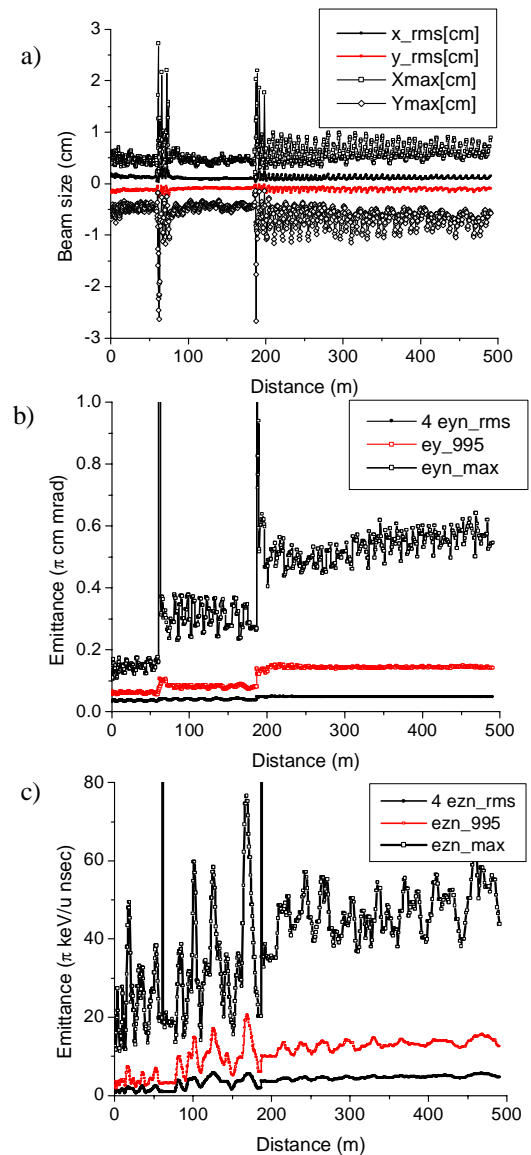 a)
x_rms[cm]
y_rms[cm]
Xmax[cm]
Ymax[cm]
Beam size (cm)
3
2
1
0
-1
-2
-3
0 100 200 300 400 500
Distance (m)
b)
4 eyn_rms
ey_995
eyn_max
Emittance (π cm mrad)
1.0
0.8
0.6
0.4
0.2
0.0
0 100 200 300 400 500
Distance (m)
c)
4 ezn_rms
ezn_995
ezn_max
Emittance (π keV/u nsec)
80
60
40
20
0
0 100 200 300 400 500
Distance (m)